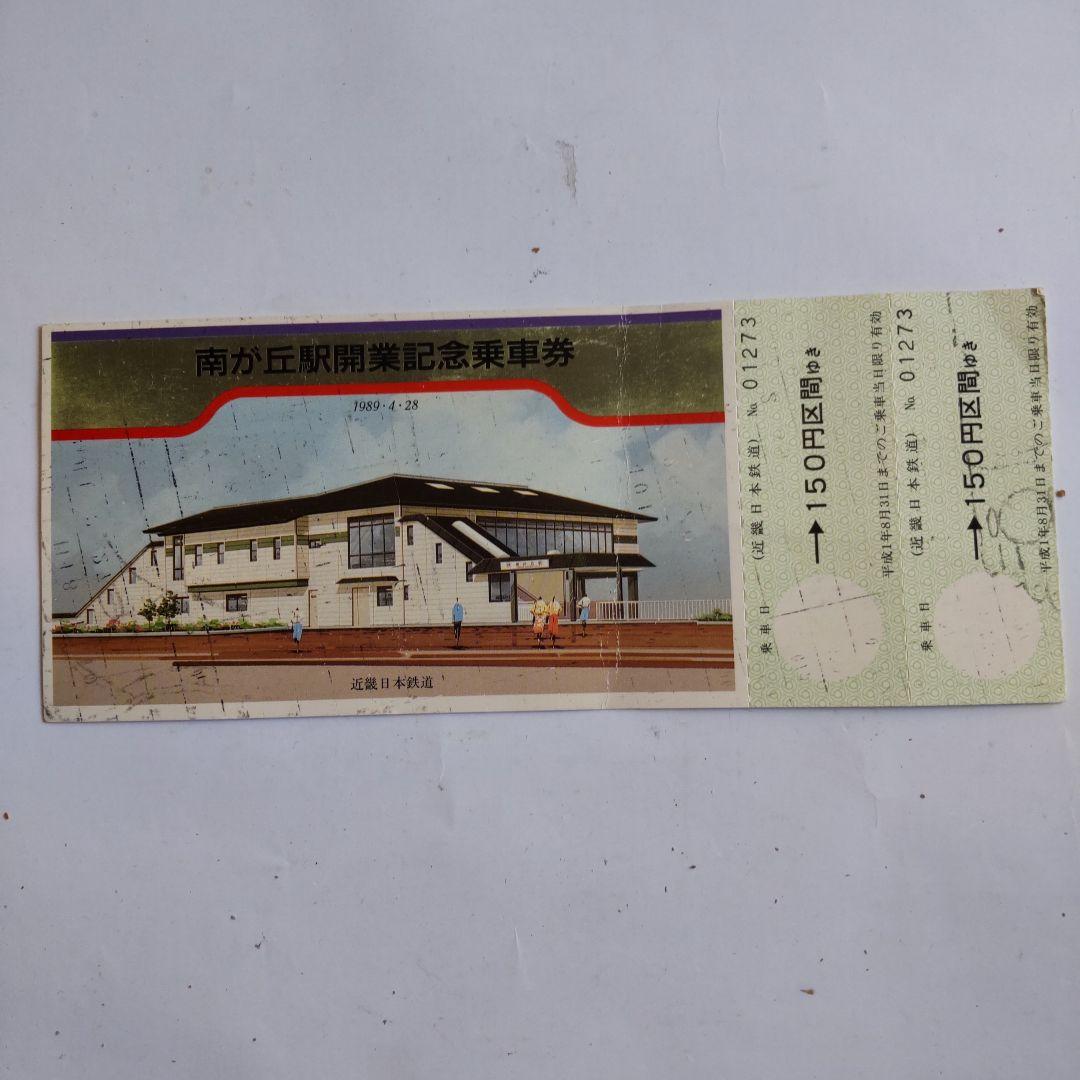 南が丘駅開業記念乗車券
1989・4・28
近畿日本鉄道
(近畿日本鉄道) No. 01273
➞150円区間ゆき
平成1年8月31日までのご乗車当日限り有効
乗車日
(近畿日本鉄道) No. 01273
➞150円区間ゆき
平成1年8月31日までのご乗車当日限り有効
乗車日